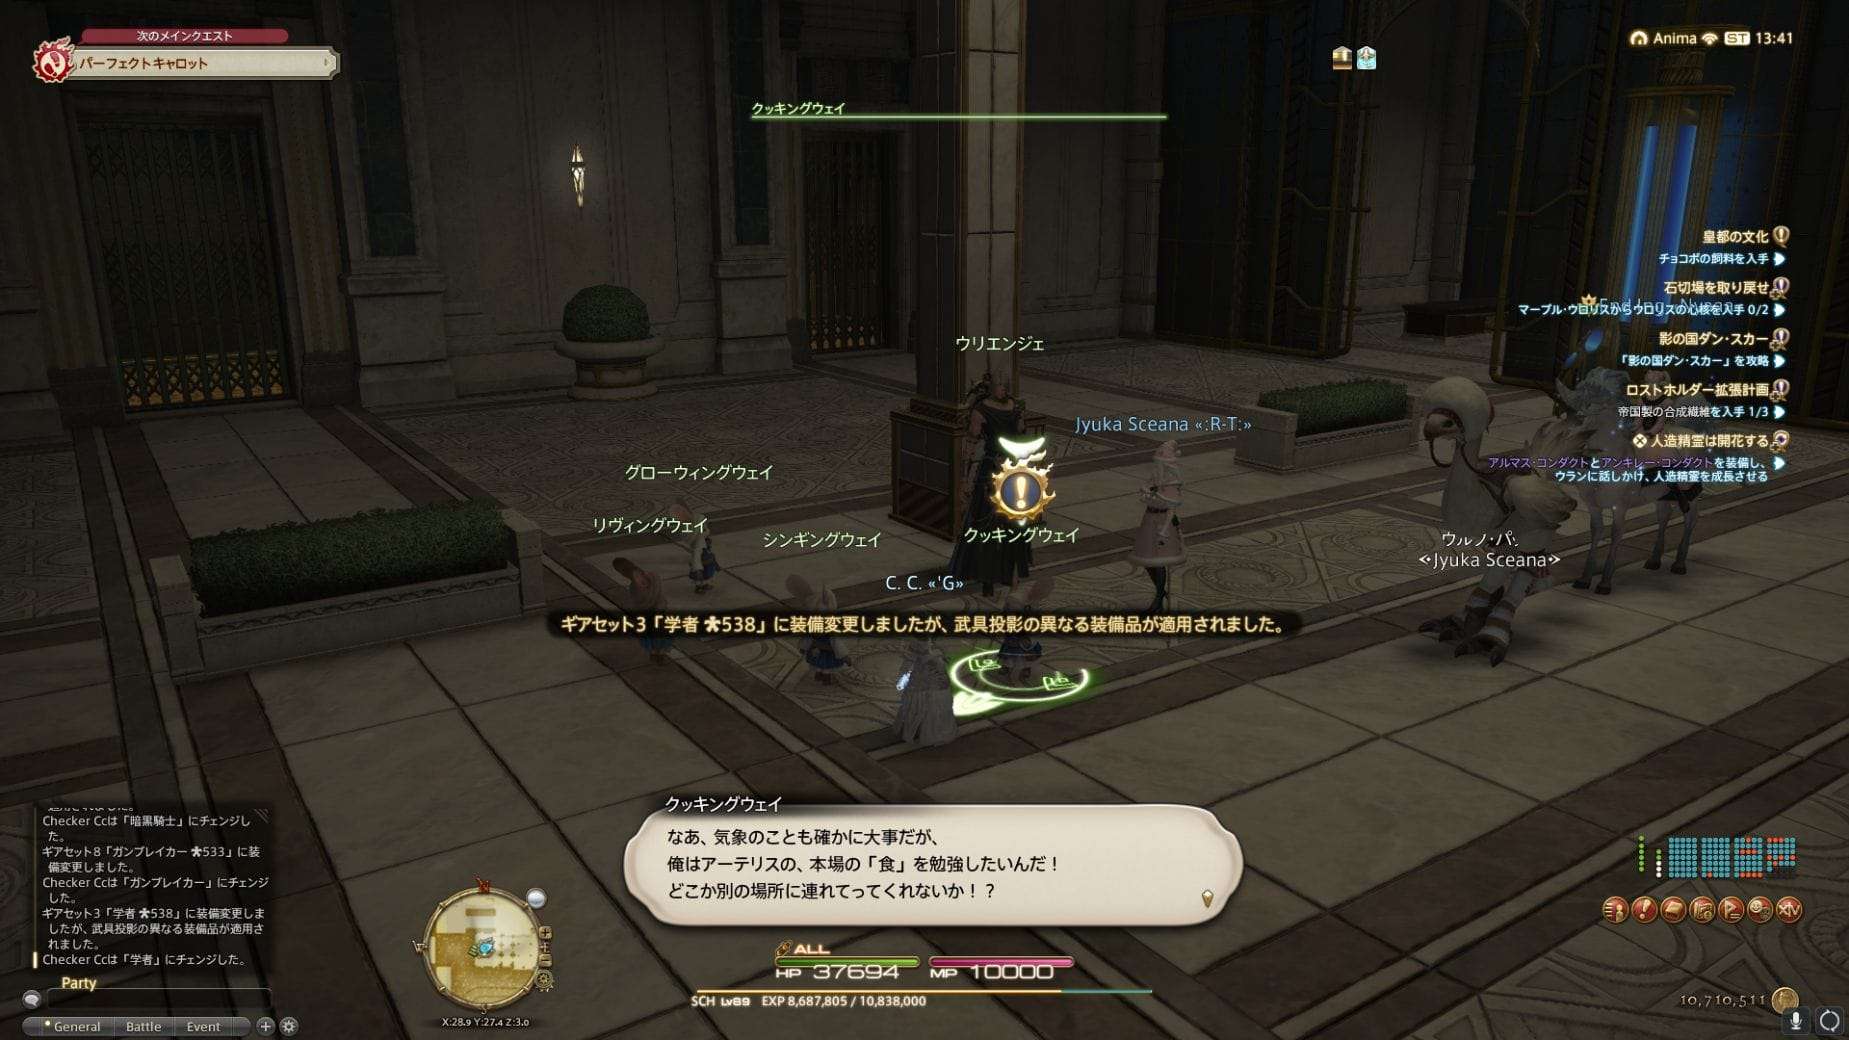 次のメインクエスト
パーフェクトキャロット
クッキングウェイ
Anima ST 13:41
皇都の文化
チョコボの飼料を入手
石切場を取り戻せ
マーブル・ウロリスからウロリスの心核を入手 0/2
影の国ダン・スカー
「影の国ダン・スカー」を攻略
ロストホルダー拡張計画
帝国製の合成繊維を入手 1/3
人造精霊は開花する
アルマス・コンダクトとアンキレー・コンダクトを装備し、
ウランに話しかけ、人造精霊を成長させる
ウリエンジェ
Jyuka Sceana «:R-T:»
グローウィングウェイ
リヴィングウェイ
シンギングウェイ
クッキングウェイ
ウルノ・パッ
«Jyuka Sceana»
C. C. «'G»
ギアセット3「学者 ★538」に装備変更しましたが、武具投影の異なる装備品が適用されました。
クッキングウェイ
なあ、気象のことも確かに大事だが、
俺はアーテリスの、本場の「食」を勉強したいんだ！
どこか別の場所に連れてってくれないか！？
適用されました。
Checker Ccは「暗黒騎士」にチェンジし
た。
ギアセット8「ガンブレイカー ★533」に装
備変更しました。
Checker Ccは「ガンブレイカー」にチェンジ
した。
ギアセット3「学者 ★538」に装備変更しま
したが、武具投影の異なる装備品が適用さ
れました。
Checker Ccは「学者」にチェンジした。
Party
General Battle Event
X:28.9 Y:27.4 Z:3.0
ALL
HP 37694 MP 10000
SCH Lv89 EXP 8,687,805 / 10,838,000
XIV
10,710,511